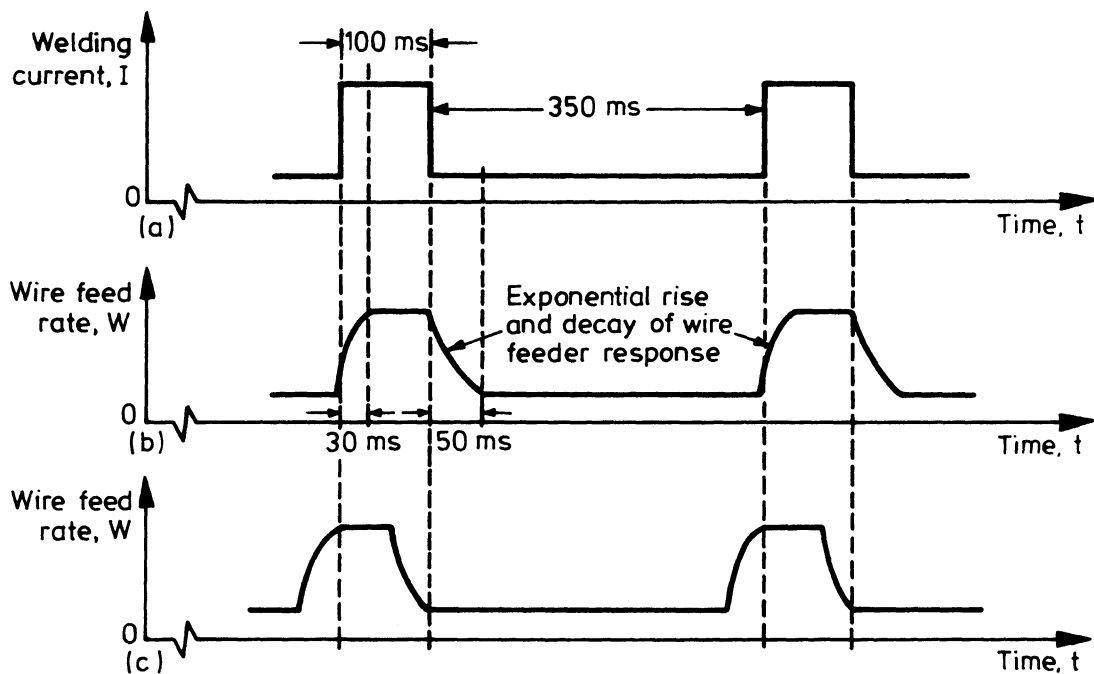 Welding
current, I
100 ms
350 ms
0
(a)
Time, t
Wire feed
rate, W
Exponential rise
and decay of wire
feeder response
0
(b)
30 ms
50 ms
Time, t
Wire feed
rate, W
0
(c)
Time, t